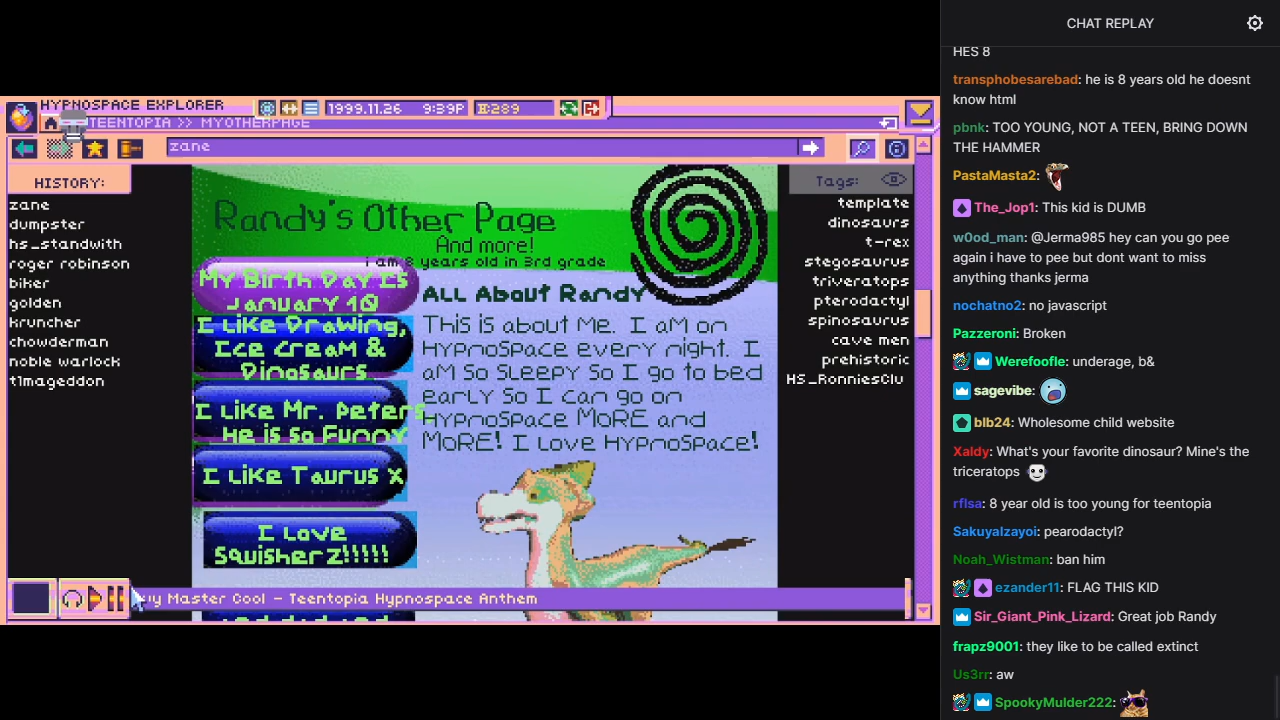 HYPNOSPACE EXPLORER
1999.11.26 9:39P
289
TEENTOPIA >> MYOTHERPAGE
zane
HISTORY:
zane
dumpster
hs_standwith
roger robinson
biker
golden
kruncher
chowderman
noble warlock
t1mageddon
Randy's Other Page
And more!
i am 8 years old in 3rd grade
My Birth Day Is
January 10
I Like Drawing,
Ice Cream &
Dinosaurs
I Like Mr. Peters
He is So Funny
I Like Taurus X
I Love
SquisherZ!!!!!
All About Randy
This is about Me. I aM on
HypnoSpace every night. I
aM So SLeepy So I go to bed
earLy So I can go on
HypnoSpace MoRE and
MoRE! I Love HypnoSpace!
Tags:
template
dinosaurs
t-rex
stegosaurus
triveratops
pterodactyl
spinosaurus
cave men
prehistoric
HS_RonniesClu
uy Master Cool - Teentopia Hypnospace Anthem
CHAT REPLAY
HES 8
transphobesarebad: he is 8 years old he doesnt
know html
pbnk: TOO YOUNG, NOT A TEEN, BRING DOWN
THE HAMMER
PastaMasta2:
The_Jop1: This kid is DUMB
w0od_man: @Jerma985 hey can you go pee
again i have to pee but dont want to miss
anything thanks jerma
nochatno2: no javascript
Pazzeroni: Broken
Werefoofle: underage, b&
sagevibe:
blb24: Wholesome child website
Xaldy: What's your favorite dinosaur? Mine's the
triceratops
rflsa: 8 year old is too young for teentopia
SakuyaIzayoi: pearodactyl?
Noah_Wistman: ban him
ezander11: FLAG THIS KID
Sir_Giant_Pink_Lizard: Great job Randy
frapz9001: they like to be called extinct
Us3rr: aw
SpookyMulder222: